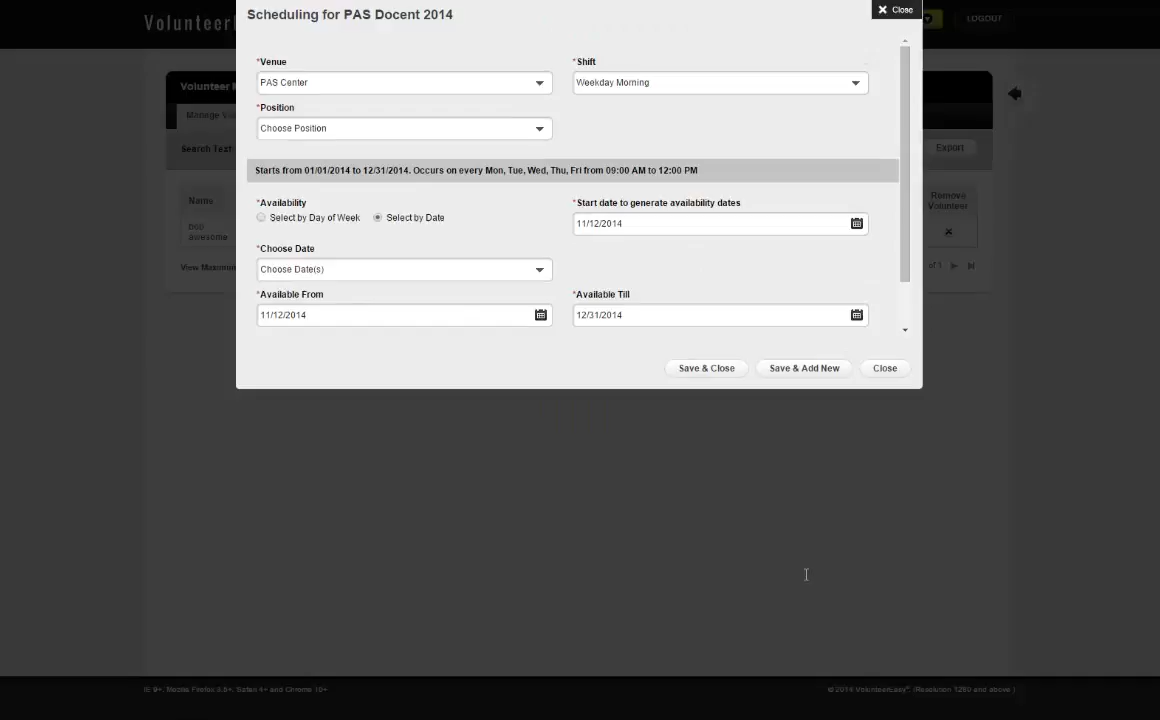 Scheduling for PAS Docent 2014
Close
LOGOUT
Volunteer
*Venue
*Shift
PAS Center
Weekday Morning
*Position
Choose Position
Starts from 01/01/2014 to 12/31/2014. Occurs on every Mon, Tue, Wed, Thu, Fri from 09:00 AM to 12:00 PM
*Availability
Select by Day of Week
Select by Date
*Start date to generate availability dates
11/12/2014
*Choose Date
Choose Date(s)
*Available From
*Available Till
11/12/2014
12/31/2014
Save & Close
Save & Add New
Close
Volunteer
Search Text
Export
Name
Remove
Volunteer
awesome
of 1
IE 9+, Mozilla Firefox 3.5+, Safari 4+ and Chrome 10+
© 2014 VolunteerEasy®. (Resolution 1280 and above )